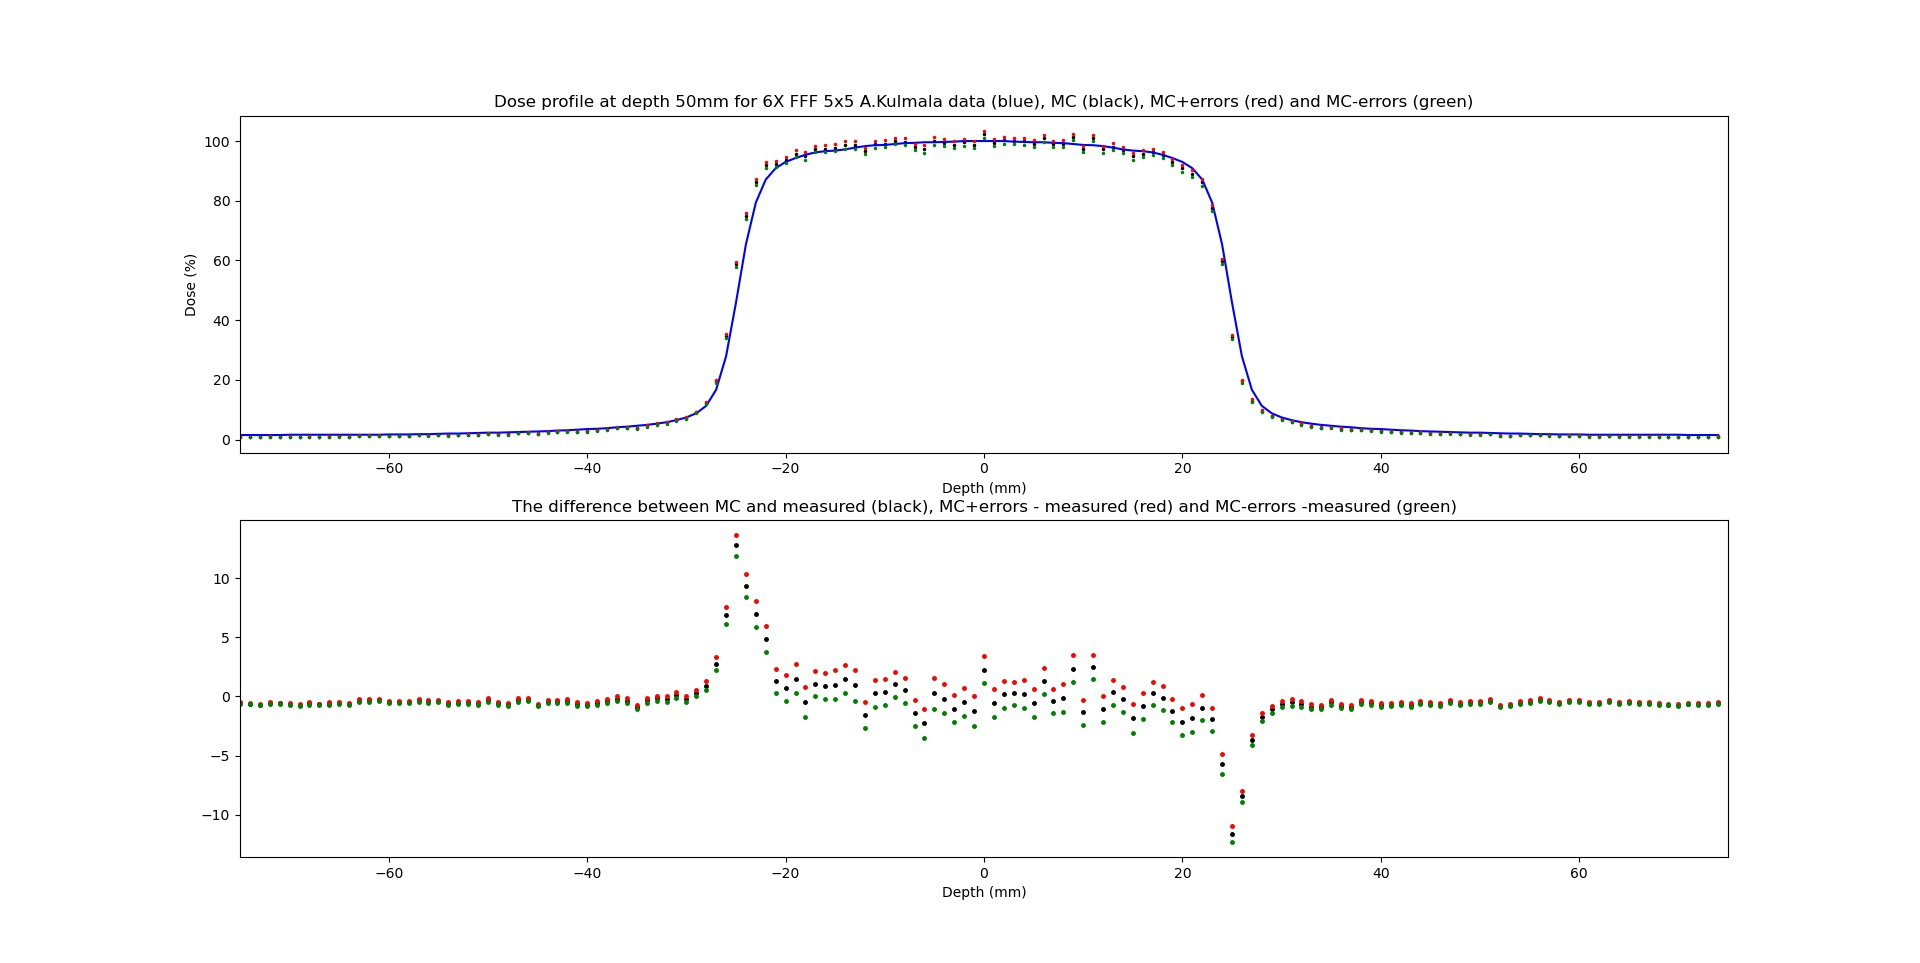 Dose profile at depth 50mm for 6X FFF 5x5 A.Kulmala data (blue), MC (black), MC+errors (red) and MC-errors (green)
100
80
60
40
20
0
Dose (%)
−60 −40 −20 0 20 40 60
Depth (mm)
The difference between MC and measured (black), MC+errors - measured (red) and MC-errors -measured (green)
10
5
0
−5
−10
−60 −40 −20 0 20 40 60
Depth (mm)